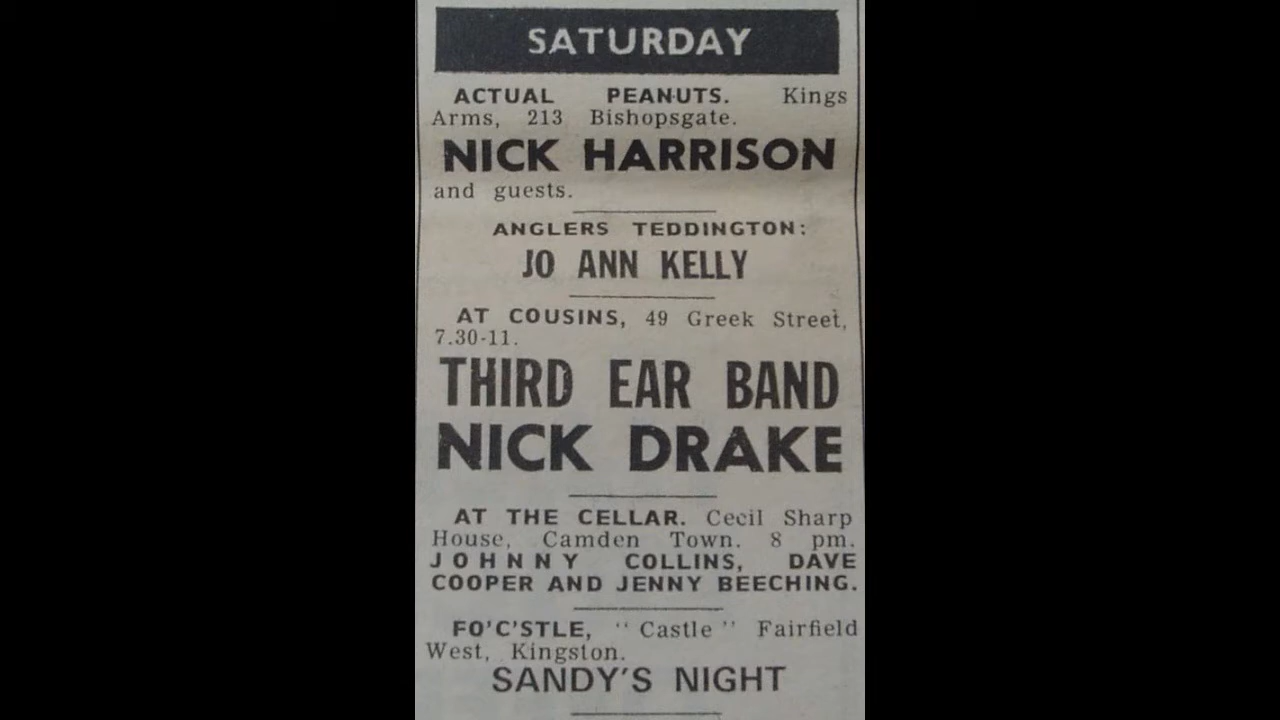 SATURDAY
ACTUAL PEANUTS. Kings
Arms, 213 Bishopsgate.
NICK HARRISON
and guests.
ANGLERS TEDDINGTON:
JO ANN KELLY
AT COUSINS, 49 Greek Street,
7.30-11.
THIRD EAR BAND
NICK DRAKE
AT THE CELLAR. Cecil Sharp
House, Camden Town. 8 pm.
JOHNNY COLLINS, DAVE
COOPER AND JENNY BEECHING.
FO'C'STLE, "Castle" Fairfield
West, Kingston.
SANDY'S NIGHT